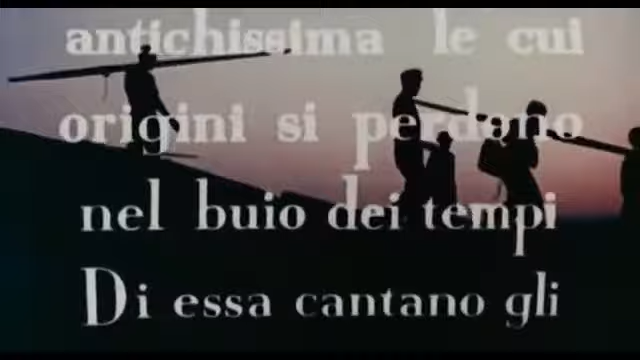 antichissima le cui
origini si perdono
nel buio dei tempi
Di essa cantano gli